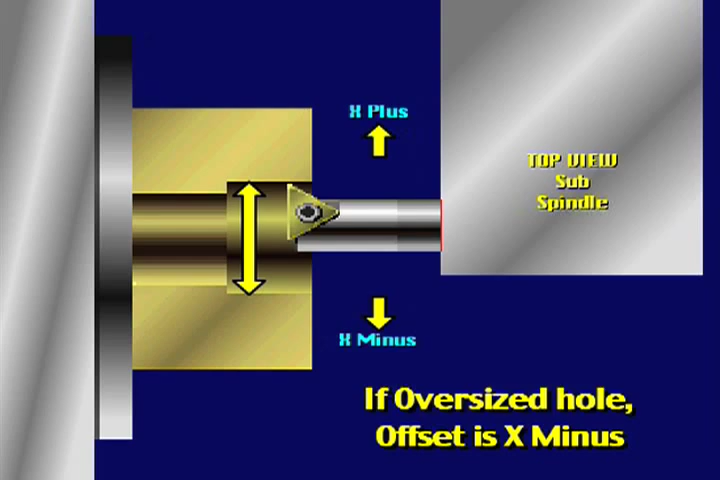 X Plus
TOP VIEW
Sub
Spindle
X Minus
If Oversized hole,
Offset is X Minus